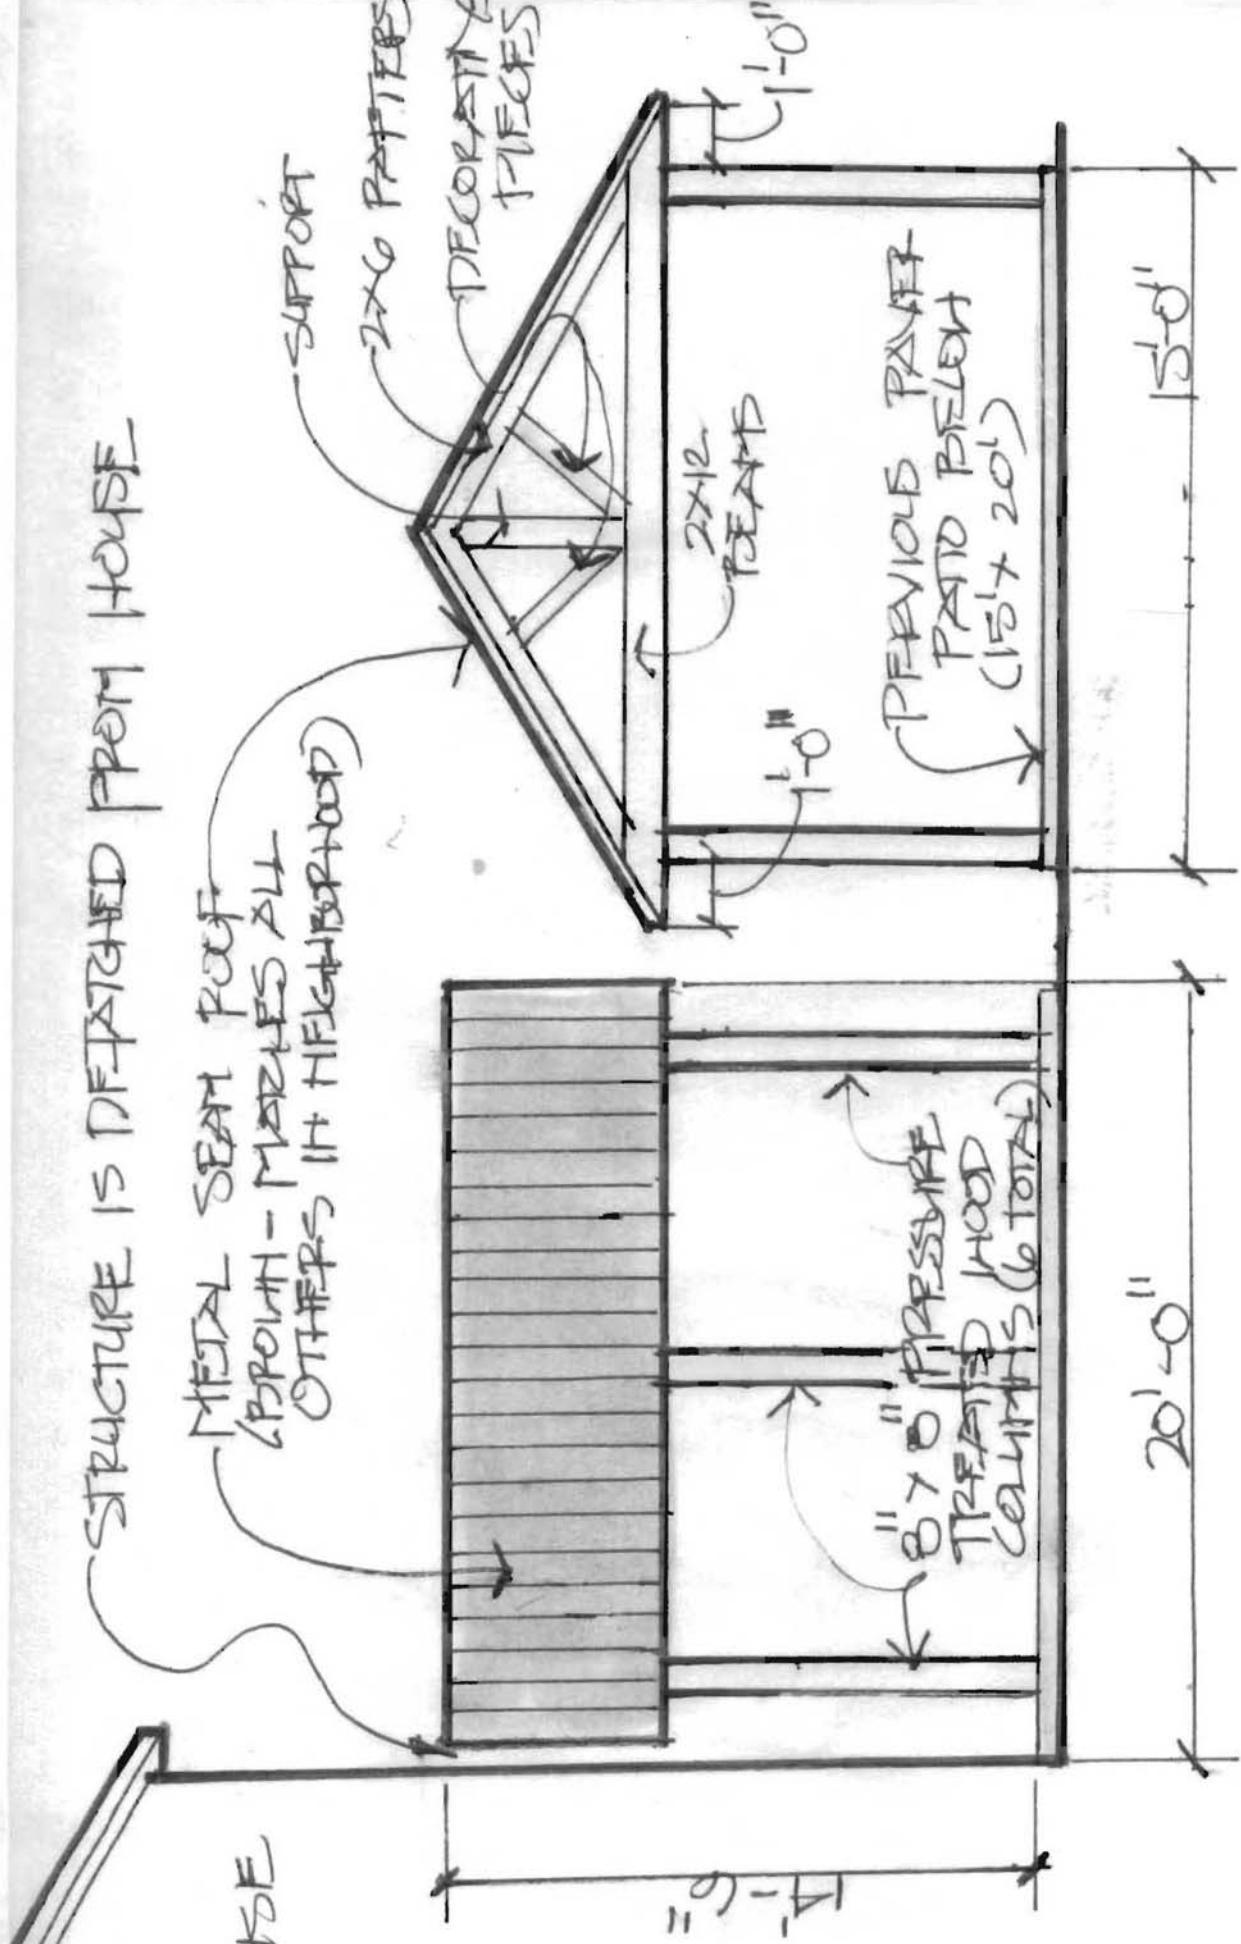 STRUCTURE IS DETATCHED FROM HOUSE
METAL SEAM ROOF
(BROWN - MATCHES ALL
OTHERS IN NEIGHBORHOOD)
SUPPORT
2X6 RAFTERS
DECORATIVE
PIECES
1'-0"
2X12
BEAMS
1'-0"
PERVIOUS PAVER
PATIO BELOW
(15' X 20')
15'-0"
8" X 8" PRESSURE
TREATED WOOD
COLUMNS (6 TOTAL)
20'-0"
14'-6"